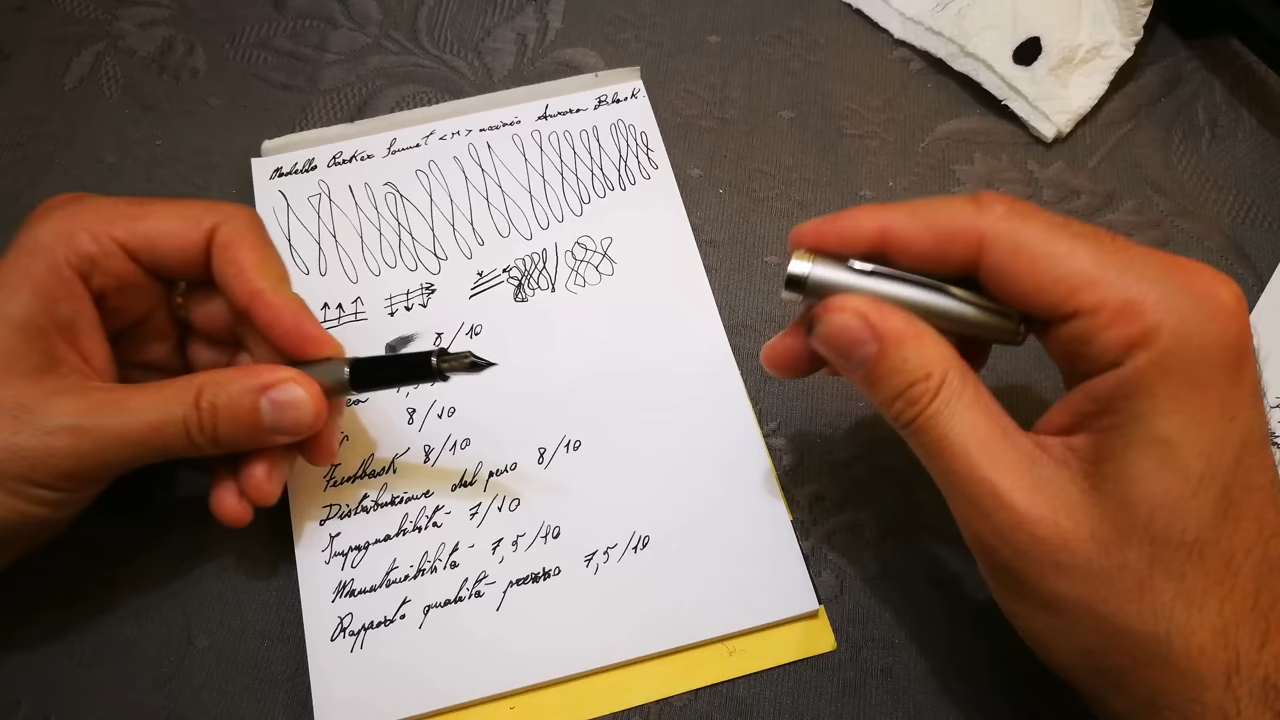 Modello Parker Sonnet <M> acciaio Aurora Black.
8/10
8/10
Feedback 8/10
Distribuzione del peso 8/10
Impugnabilità 7/10
Manutenibilità 7,5/10
Rapporto qualità prezzo 7,5/10